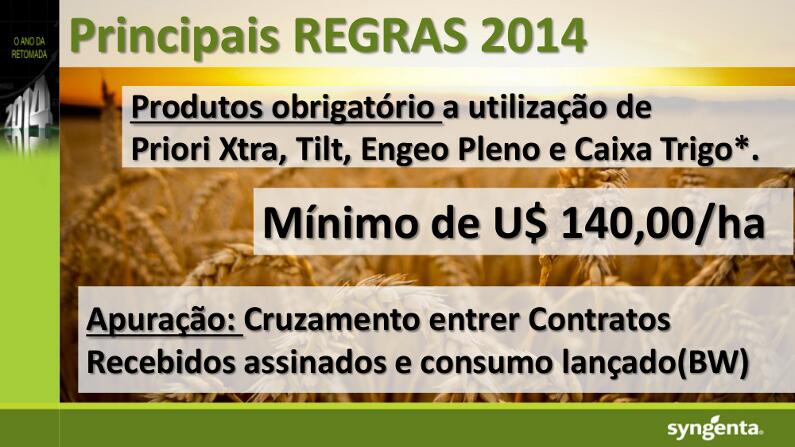 O ANO DA
RETOMADA
2014
Principais REGRAS 2014
Produtos obrigatório a utilização de
Priori Xtra, Tilt, Engeo Pleno e Caixa Trigo*.
Mínimo de U$ 140,00/ha
Apuração: Cruzamento entrer Contratos
Recebidos assinados e consumo lançado(BW)
syngenta®